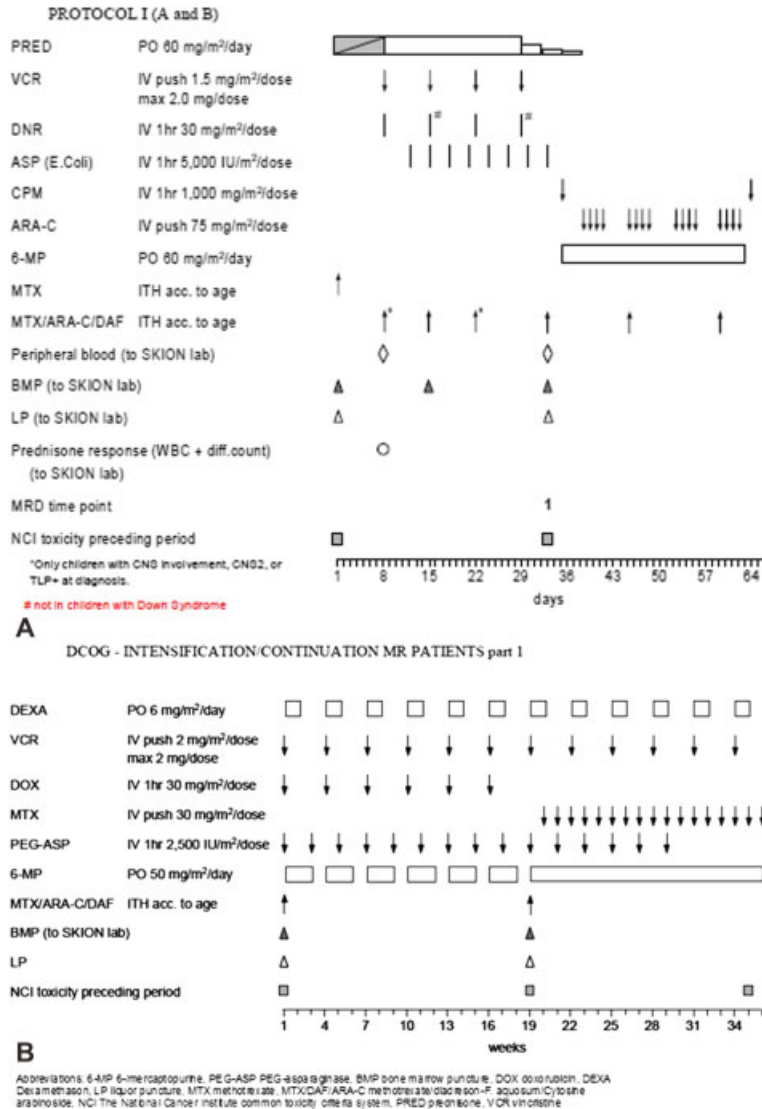 PROTOCOL I (A and B)
PRED PO 60 mg/m²/day
VCR IV push 1.5 mg/m²/dose
max 2.0 mg/dose
DNR IV 1hr 30 mg/m²/dose # #
ASP (E.Coli) IV 1hr 5,000 IU/m²/dose
CPM IV 1hr 1,000 mg/m²/dose
ARA-C IV push 75 mg/m²/dose
6-MP PO 60 mg/m²/day
MTX ITH acc. to age
MTX/ARA-C/DAF ITH acc. to age * *
Peripheral blood (to SKION lab)
BMP (to SKION lab)
LP (to SKION lab)
Prednisone response (WBC + diff.count)
(to SKION lab)
MRD time point 1
NCI toxicity preceding period
*Only children with CNS involvement, CNS2, or
TLP+ at diagnosis.
1 8 15 22 29 36 43 50 57 64
days
# not in children with Down Syndrome
A
DCOG - INTENSIFICATION/CONTINUATION MR PATIENTS part 1
DEXA PO 6 mg/m²/day
VCR IV push 2 mg/m²/dose
max 2 mg/dose
DOX IV 1hr 30 mg/m²/dose
MTX IV push 30 mg/m²/dose
PEG-ASP IV 1hr 2,500 IU/m²/dose
6-MP PO 50 mg/m²/day
MTX/ARA-C/DAF ITH acc. to age
BMP (to SKION lab)
LP
NCI toxicity preceding period
1 4 7 10 13 16 19 22 25 28 31 34
weeks
B
Abbreviations: 6-MP 6-mercaptopurine, PEG-ASP PEG-asparaginase, BMP bone marrow puncture, DOX doxorubicin, DEXA
Dexamethason, LP liquor puncture, MTX methotrexate, MTX/DAF/ARA-C methotrexate/diadreson-F. aquosum/Cytosine
arabinoside, NCI The National Cancer Institute common toxicity criteria system, PRED prednisone, VCR vincristine